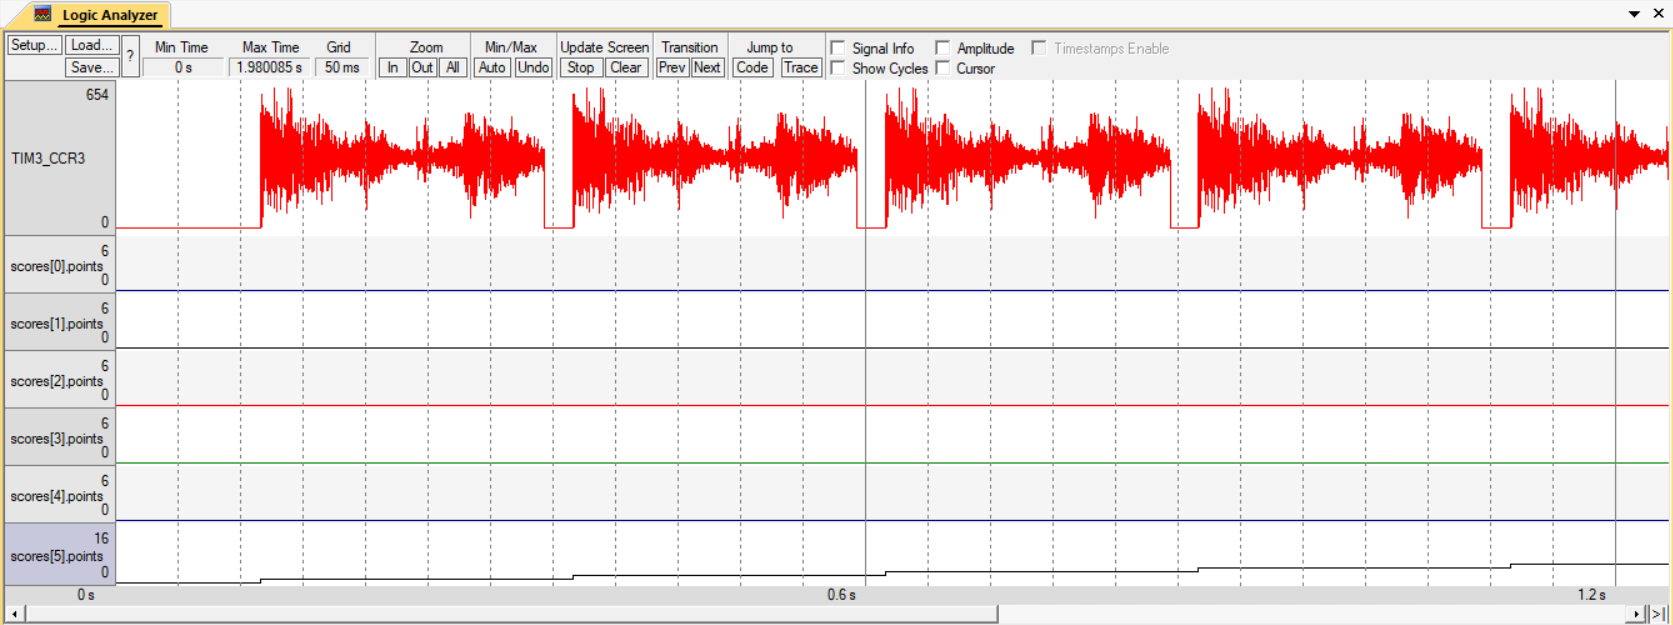 Logic Analyzer
Setup... Load... ? Min Time Max Time Grid Zoom Min/Max Update Screen Transition Jump to Signal Info Amplitude Timestamps Enable
Save... 0 s 1.980085 s 50 ms In Out All Auto Undo Stop Clear Prev Next Code Trace Show Cycles Cursor
654
TIM3_CCR3
0
6
scores[0].points
0
6
scores[1].points
0
6
scores[2].points
0
6
scores[3].points
0
6
scores[4].points
0
16
scores[5].points
0
0 s 0.6 s 1.2 s